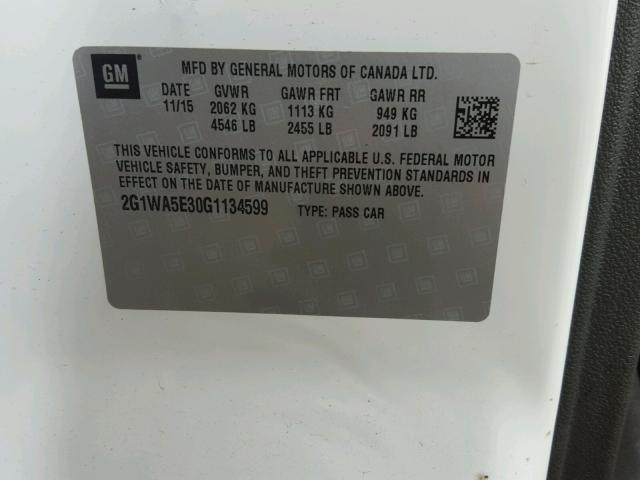 GM
MFD BY GENERAL MOTORS OF CANADA LTD.
DATE GVWR GAWR FRT GAWR RR
11/15 2062 KG 1113 KG 949 KG
4546 LB 2455 LB 2091 LB
THIS VEHICLE CONFORMS TO ALL APPLICABLE U.S. FEDERAL MOTOR
VEHICLE SAFETY, BUMPER, AND THEFT PREVENTION STANDARDS IN
EFFECT ON THE DATE OF MANUFACTURE SHOWN ABOVE.
2G1WA5E30G1134599 TYPE: PASS CAR